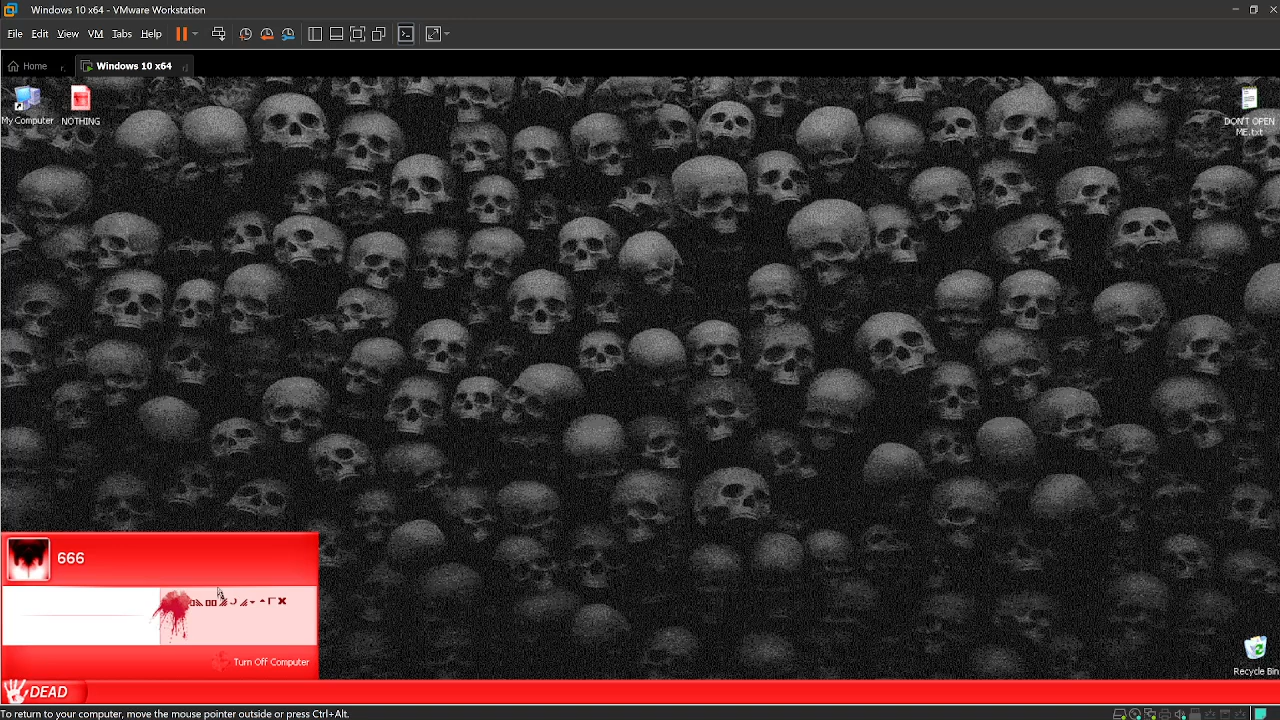 Windows 10 x64 - VMware Workstation
File Edit View VM Tabs Help
Home Windows 10 x64
My Computer
NOTHING
DON'T OPEN
ME.txt
666
Turn Off Computer
Recycle Bin
DEAD
To return to your computer, move the mouse pointer outside or press Ctrl+Alt.